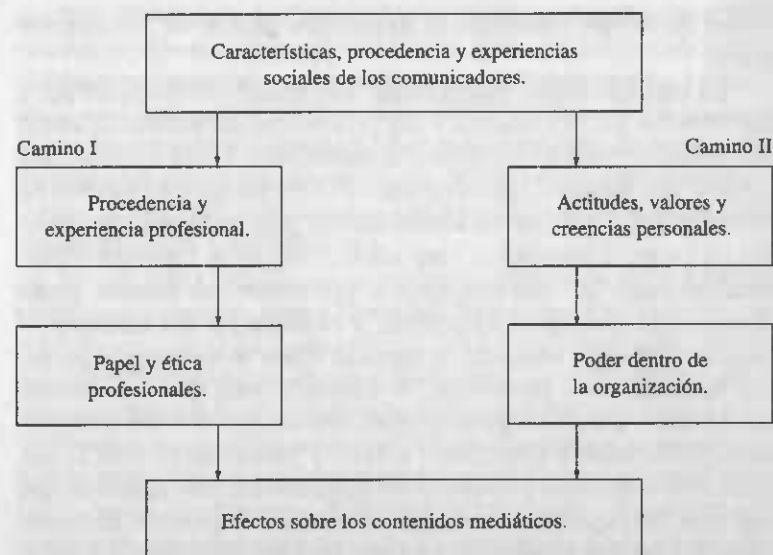 Características, procedencia y experiencias
sociales de los comunicadores.
Camino I
Camino II
Procedencia y
experiencia profesional.
Actitudes, valores y
creencias personales.
Papel y ética
profesionales.
Poder dentro de
la organización.
Efectos sobre los contenidos mediáticos.